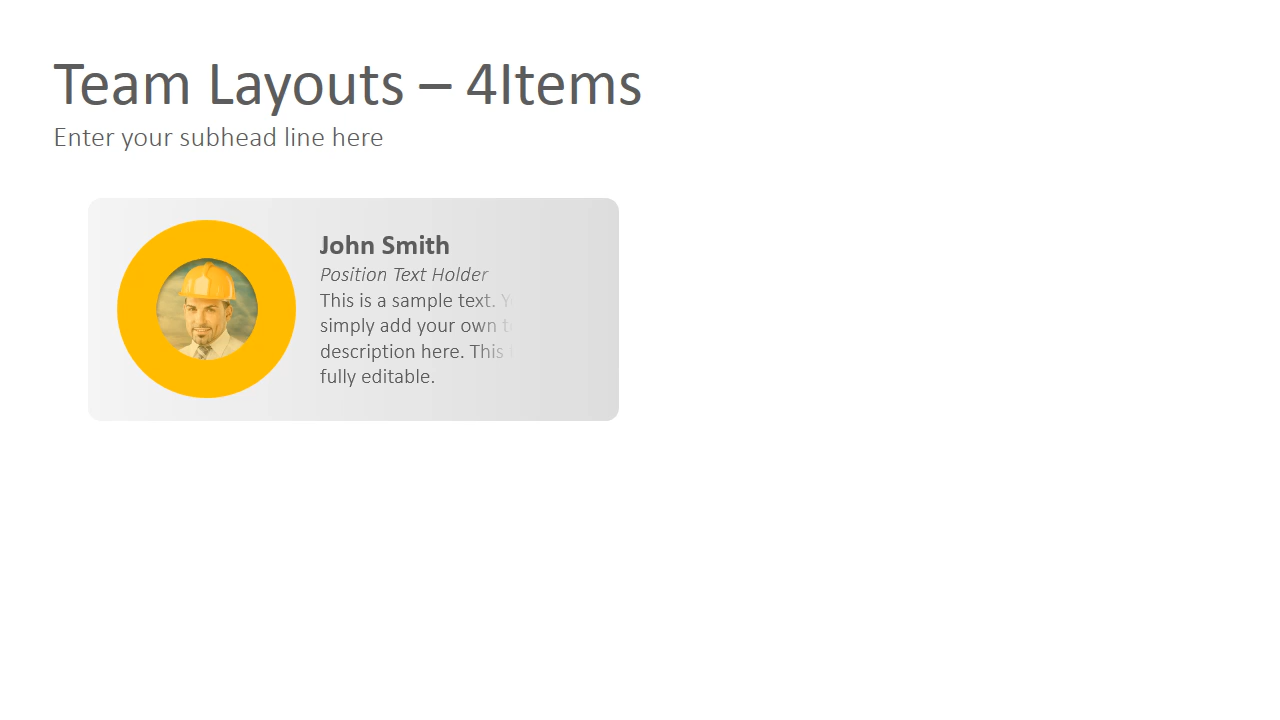 Team Layouts – 4Items
Enter your subhead line here
John Smith
Position Text Holder
This is a sample text.
simply add your own
description here. This
fully editable.